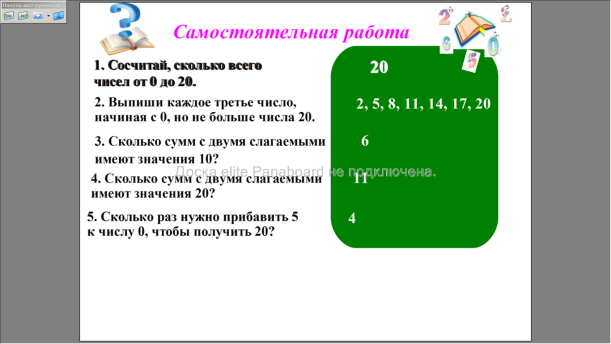 Панель инструментов
Самостоятельная работа
1. Сосчитай, сколько всего
чисел от 0 до 20.
20
2. Выпиши каждое третье число,
начиная с 0, но не больше числа 20.
2, 5, 8, 11, 14, 17, 20
3. Сколько сумм с двумя слагаемыми
имеют значения 10?
6
Доска elite Panaboard не подключена.
4. Сколько сумм с двумя слагаемыми
имеют значения 20?
11
5. Сколько раз нужно прибавить 5
к числу 0, чтобы получить 20?
4